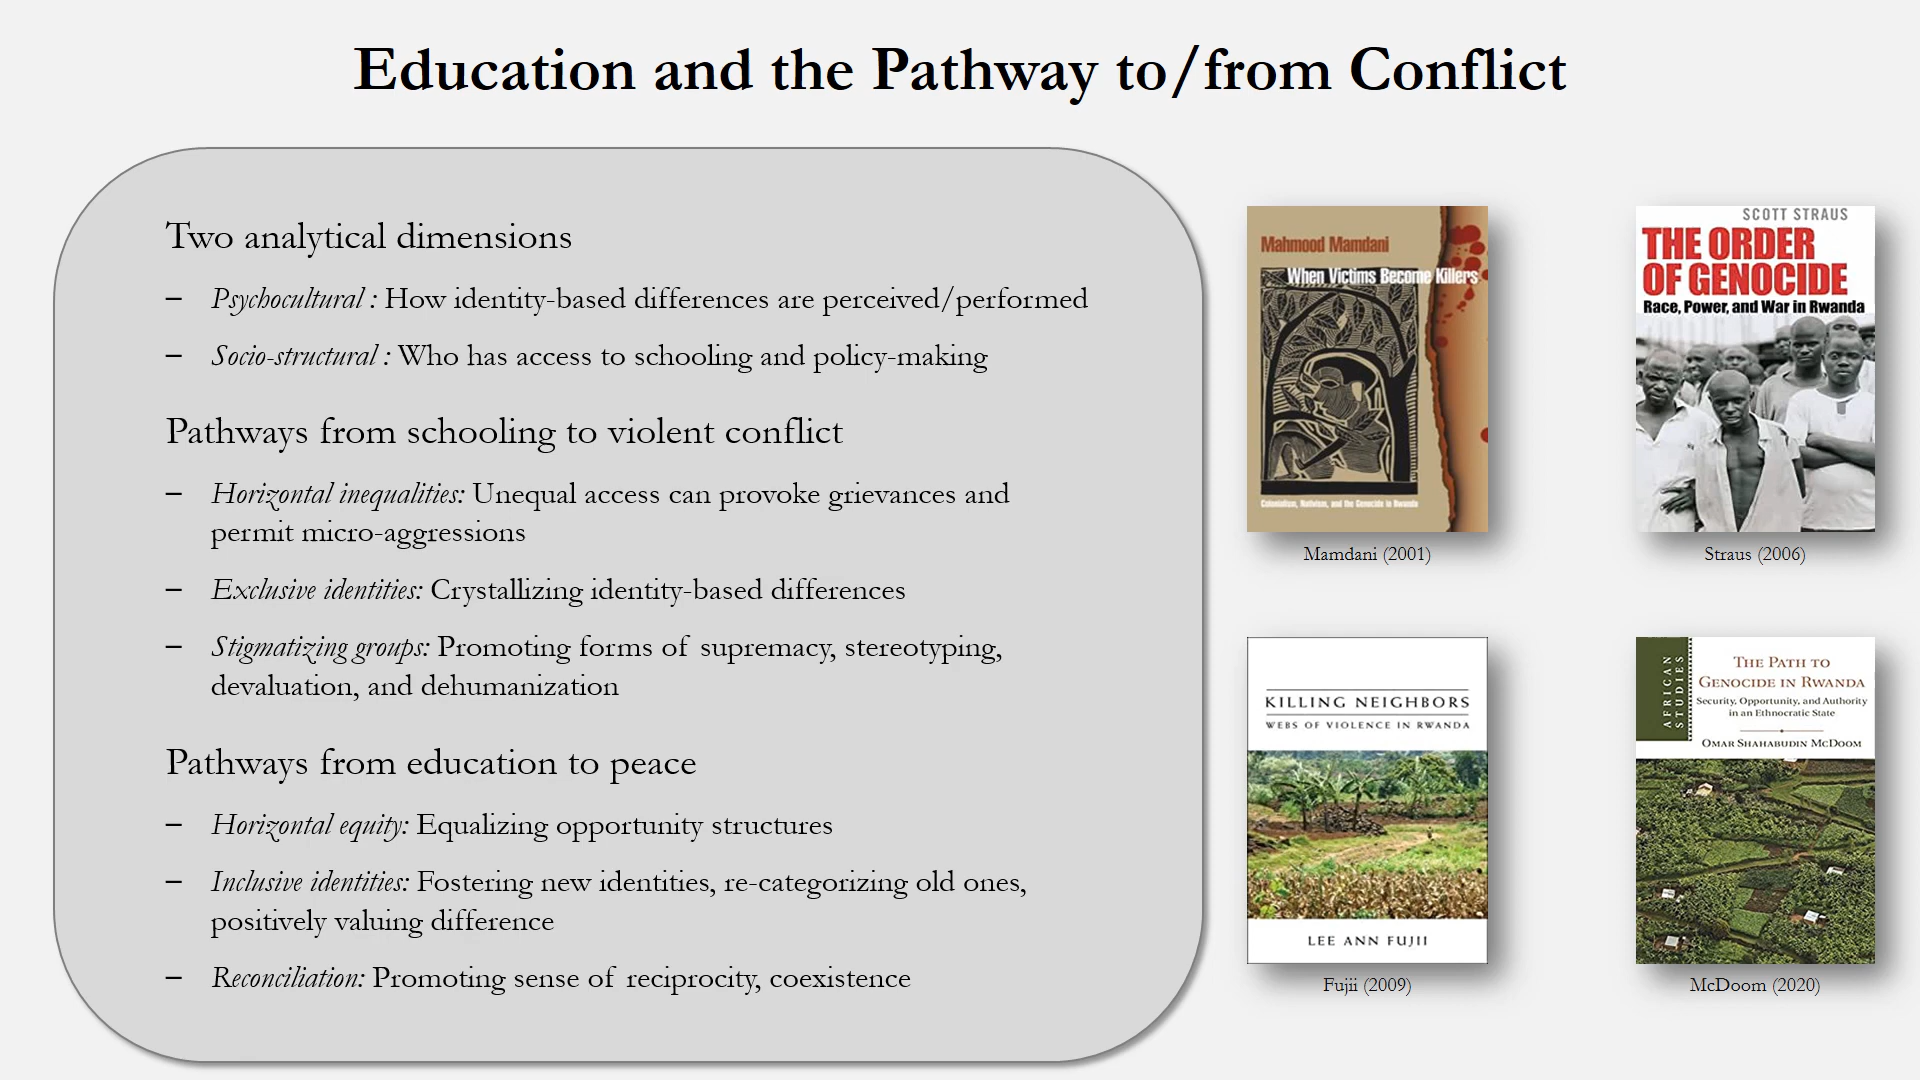 Education and the Pathway to/from Conflict
Two analytical dimensions
– Psychocultural : How identity-based differences are perceived/performed
– Socio-structural : Who has access to schooling and policy-making
Pathways from schooling to violent conflict
– Horizontal inequalities: Unequal access can provoke grievances and
permit micro-aggressions
– Exclusive identities: Crystallizing identity-based differences
– Stigmatizing groups: Promoting forms of supremacy, stereotyping,
devaluation, and dehumanization
Pathways from education to peace
– Horizontal equity: Equalizing opportunity structures
– Inclusive identities: Fostering new identities, re-categorizing old ones,
positively valuing difference
– Reconciliation: Promoting sense of reciprocity, coexistence
Mahmood Mamdani
When Victims Become Killers
Colonialism, Nativism, and the Genocide in Rwanda
Mamdani (2001)
SCOTT STRAUS
THE ORDER
OF GENOCIDE
Race, Power, and War in Rwanda
Straus (2006)
KILLING NEIGHBORS
WEBS OF VIOLENCE IN RWANDA
LEE ANN FUJII
Fujii (2009)
AFRICAN
STUDIES
THE PATH TO
GENOCIDE IN RWANDA
Security, Opportunity, and Authority
in an Ethnocratic State
OMAR SHAHABUDIN MCDOOM
McDoom (2020)